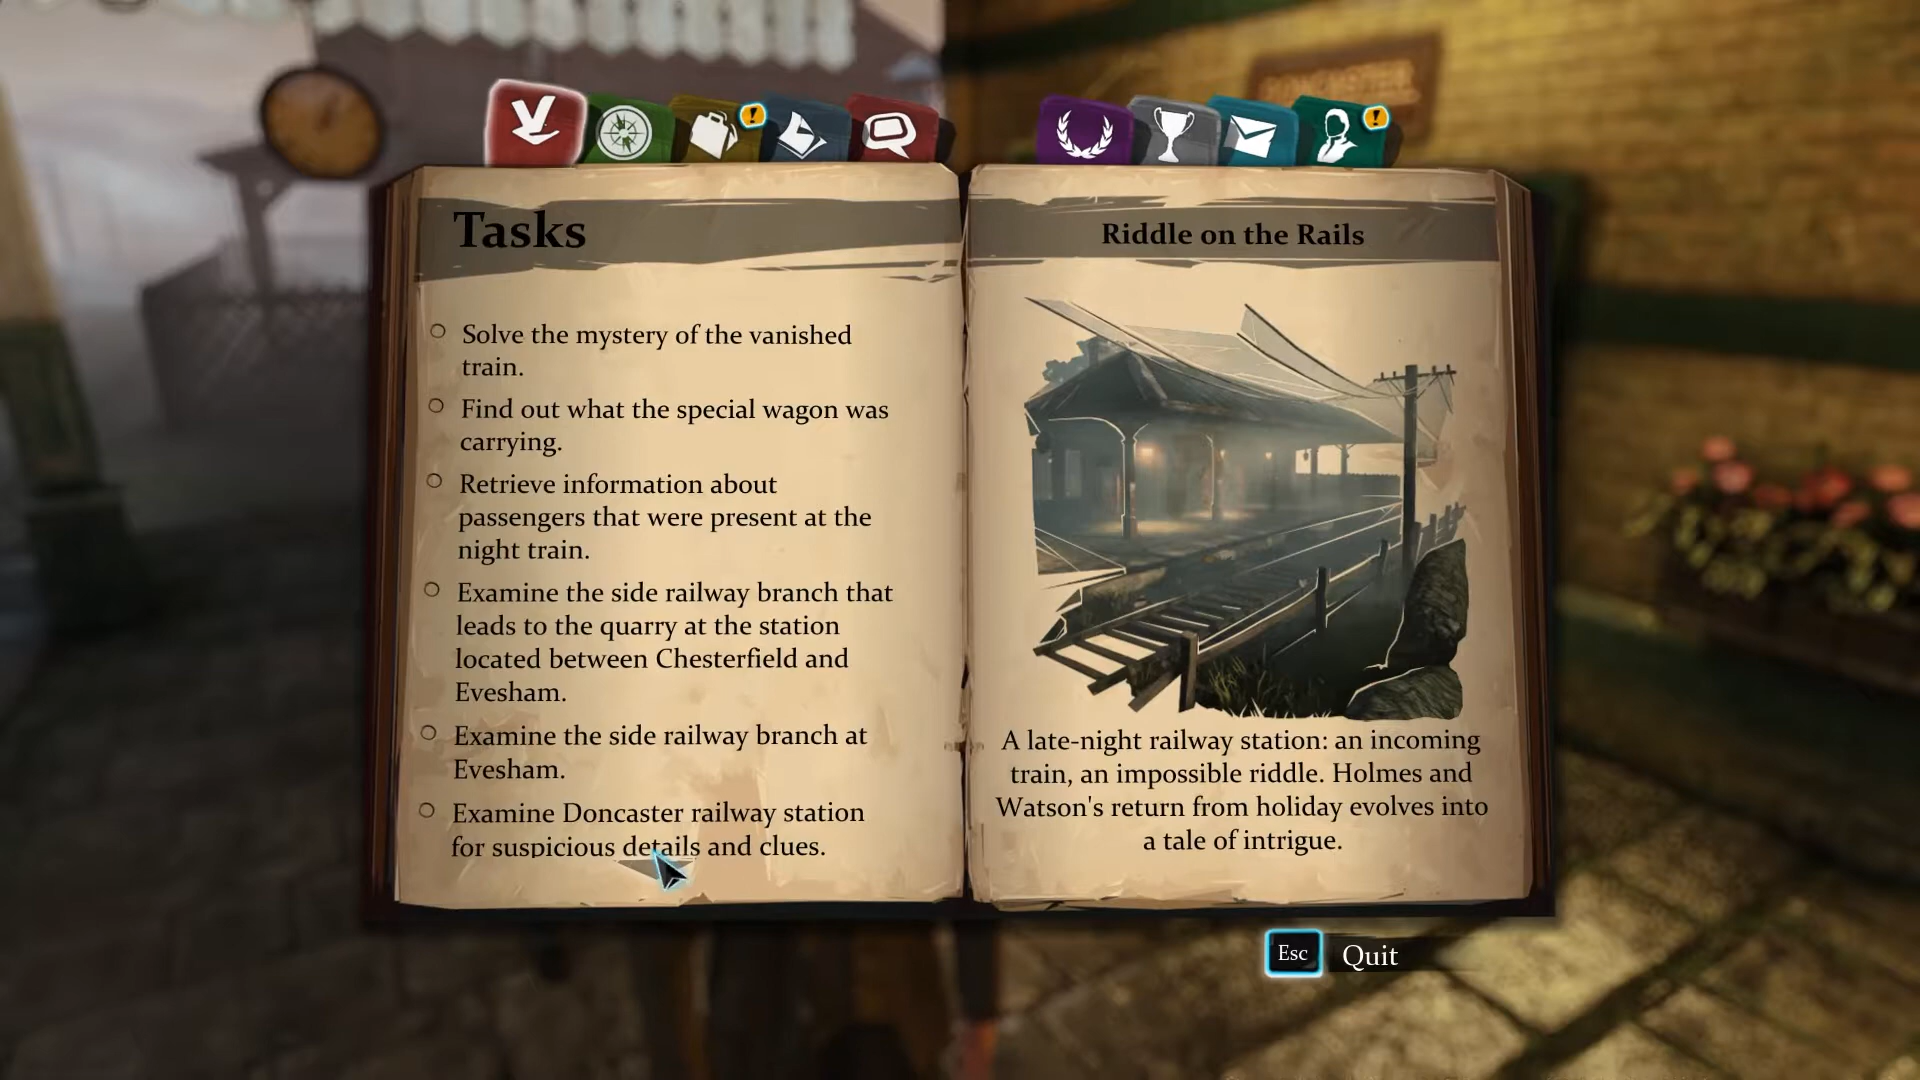 Tasks
Solve the mystery of the vanished
train.
Find out what the special wagon was
carrying.
Retrieve information about
passengers that were present at the
night train.
Examine the side railway branch that
leads to the quarry at the station
located between Chesterfield and
Evesham.
Examine the side railway branch at
Evesham.
Examine Doncaster railway station
for suspicious details and clues.
Riddle on the Rails
A late-night railway station: an incoming
train, an impossible riddle. Holmes and
Watson's return from holiday evolves into
a tale of intrigue.
Esc Quit